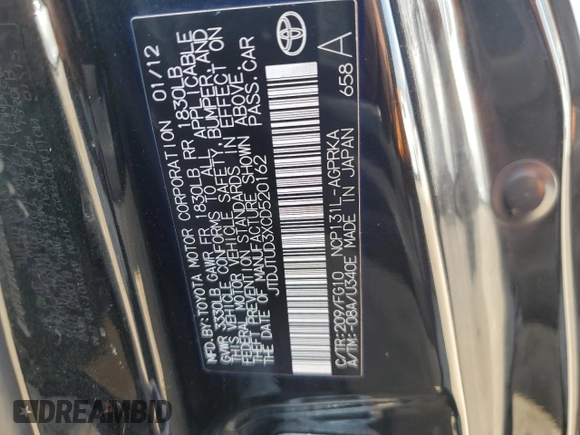 MFD. BY: TOYOTA MOTOR CORPORATION 01/12
GVWR 3330LB GAWR FR 1830LB RR 1830LB
THIS VEHICLE CONFORMS TO ALL APPLICABLE
FEDERAL MOTOR VEHICLE SAFETY, BUMPER, AND
THEFT PREVENTION STANDARDS IN EFFECT ON
THE DATE OF MANUFACTURE SHOWN ABOVE.
JTDJTUD3XCD520162 PASS. CAR
C/TR: 209/FG10 NCP131L-AGPRKA
A/TM: -08A/U340E MADE IN JAPAN 658 A
TOYOTA
DREAMBID